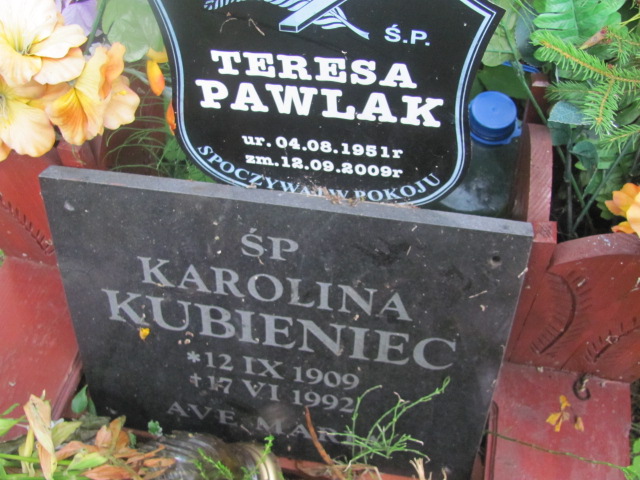 Ś.P.
TERESA
PAWLAK
ur. 04.08.1951r
zm. 12.09.2009r
SPOCZYWAJ W POKOJU
ŚP
KAROLINA
KUBIENIEC
*12 IX 1909
†17 VI 1992
AVE MARIA